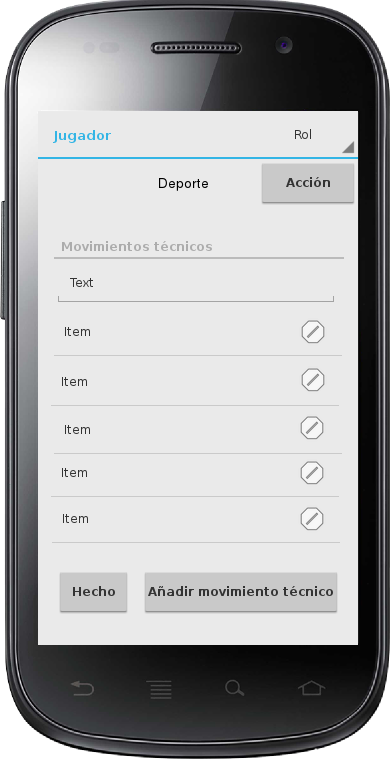 Jugador
Rol
Deporte
Acción
Movimientos técnicos
Text
Item
Item
Item
Item
Item
Hecho
Añadir movimiento técnico